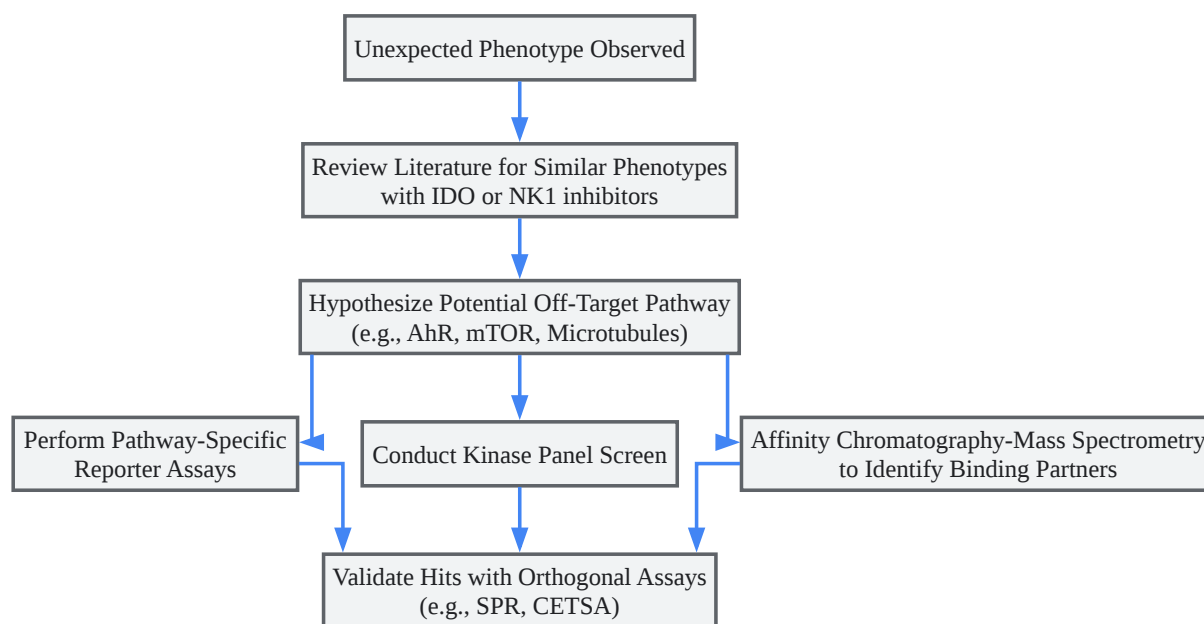 Unexpected Phenotype Observed
Review Literature for Similar Phenotypes
with IDO or NK1 inhibitors
Hypothesize Potential Off-Target Pathway
(e.g., AhR, mTOR, Microtubules)
Perform Pathway-Specific
Reporter Assays
Conduct Kinase Panel Screen
Affinity Chromatography-Mass Spectrometry
to Identify Binding Partners
Validate Hits with Orthogonal Assays
(e.g., SPR, CETSA)